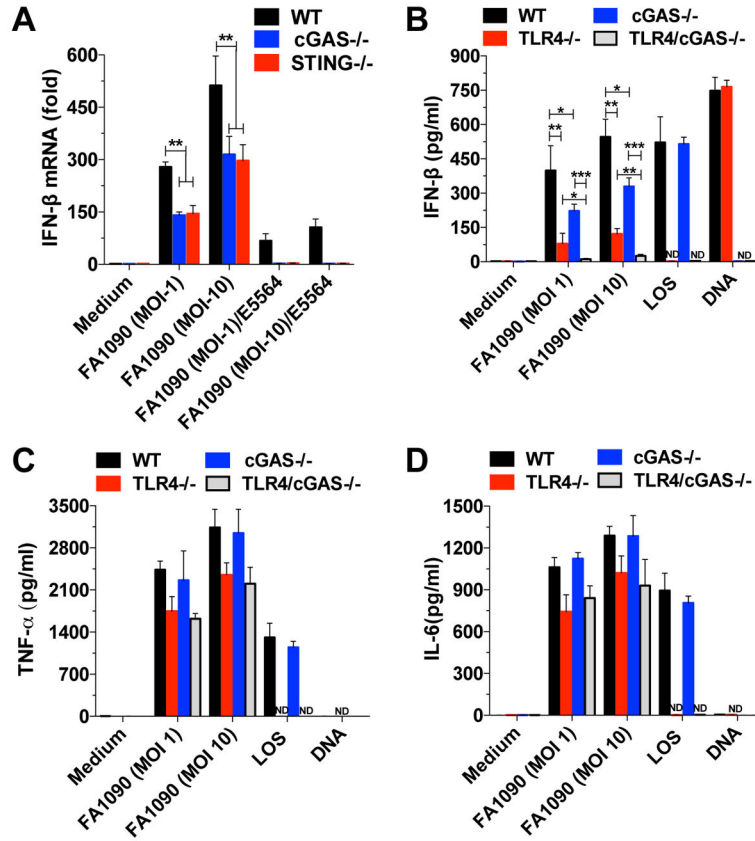 A
WT
cGAS-/-
STING-/-
IFN-β mRNA (fold)
600
450
300
150
0
**
**
Medium
FA1090 (MOI-1)
FA1090 (MOI-10)
FA1090 (MOI-1)/E5564
FA1090 (MOI-10)/E5564
B
WT
cGAS-/-
TLR4-/-
TLR4/cGAS-/-
IFN-β (pg/ml)
900
750
600
450
300
150
0
*
**
***
*
*
**
***
**
ND
ND
ND
Medium
FA1090 (MOI 1)
FA1090 (MOI 10)
LOS
DNA
C
WT
cGAS-/-
TLR4-/-
TLR4/cGAS-/-
TNF-α (pg/ml)
3500
2800
2100
1400
700
0
ND
ND
ND
Medium
FA1090 (MOI 1)
FA1090 (MOI 10)
LOS
DNA
D
WT
cGAS-/-
TLR4-/-
TLR4/cGAS-/-
IL-6(pg/ml)
1500
1200
900
600
300
0
ND
ND
ND
Medium
FA1090 (MOI 1)
FA1090 (MOI 10)
LOS
DNA